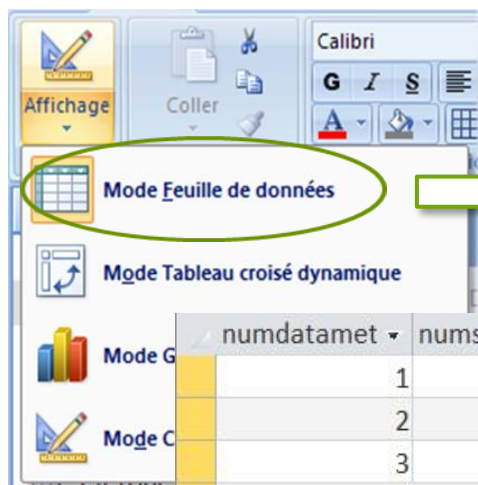 Calibri
G I S
Affichage
Coller
A
Mode Feuille de données
Mode Tableau croisé dynamique
Mode G
Mode C
numdatamet nums
1
2
3